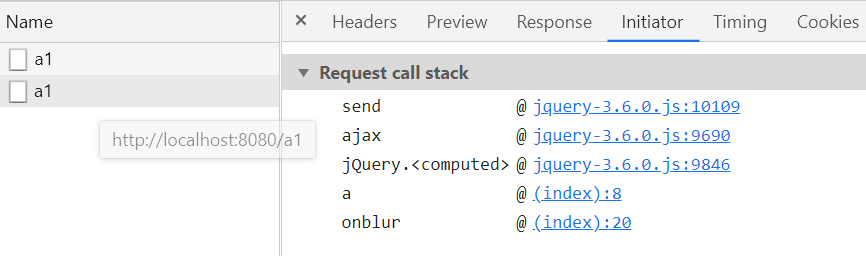 Name
× Headers Preview Response Initiator Timing Cookies
a1
a1
http://localhost:8080/a1
▼ Request call stack
send @ jquery-3.6.0.js:10109
ajax @ jquery-3.6.0.js:9690
jQuery.<computed> @ jquery-3.6.0.js:9846
a @ (index):8
onblur @ (index):20